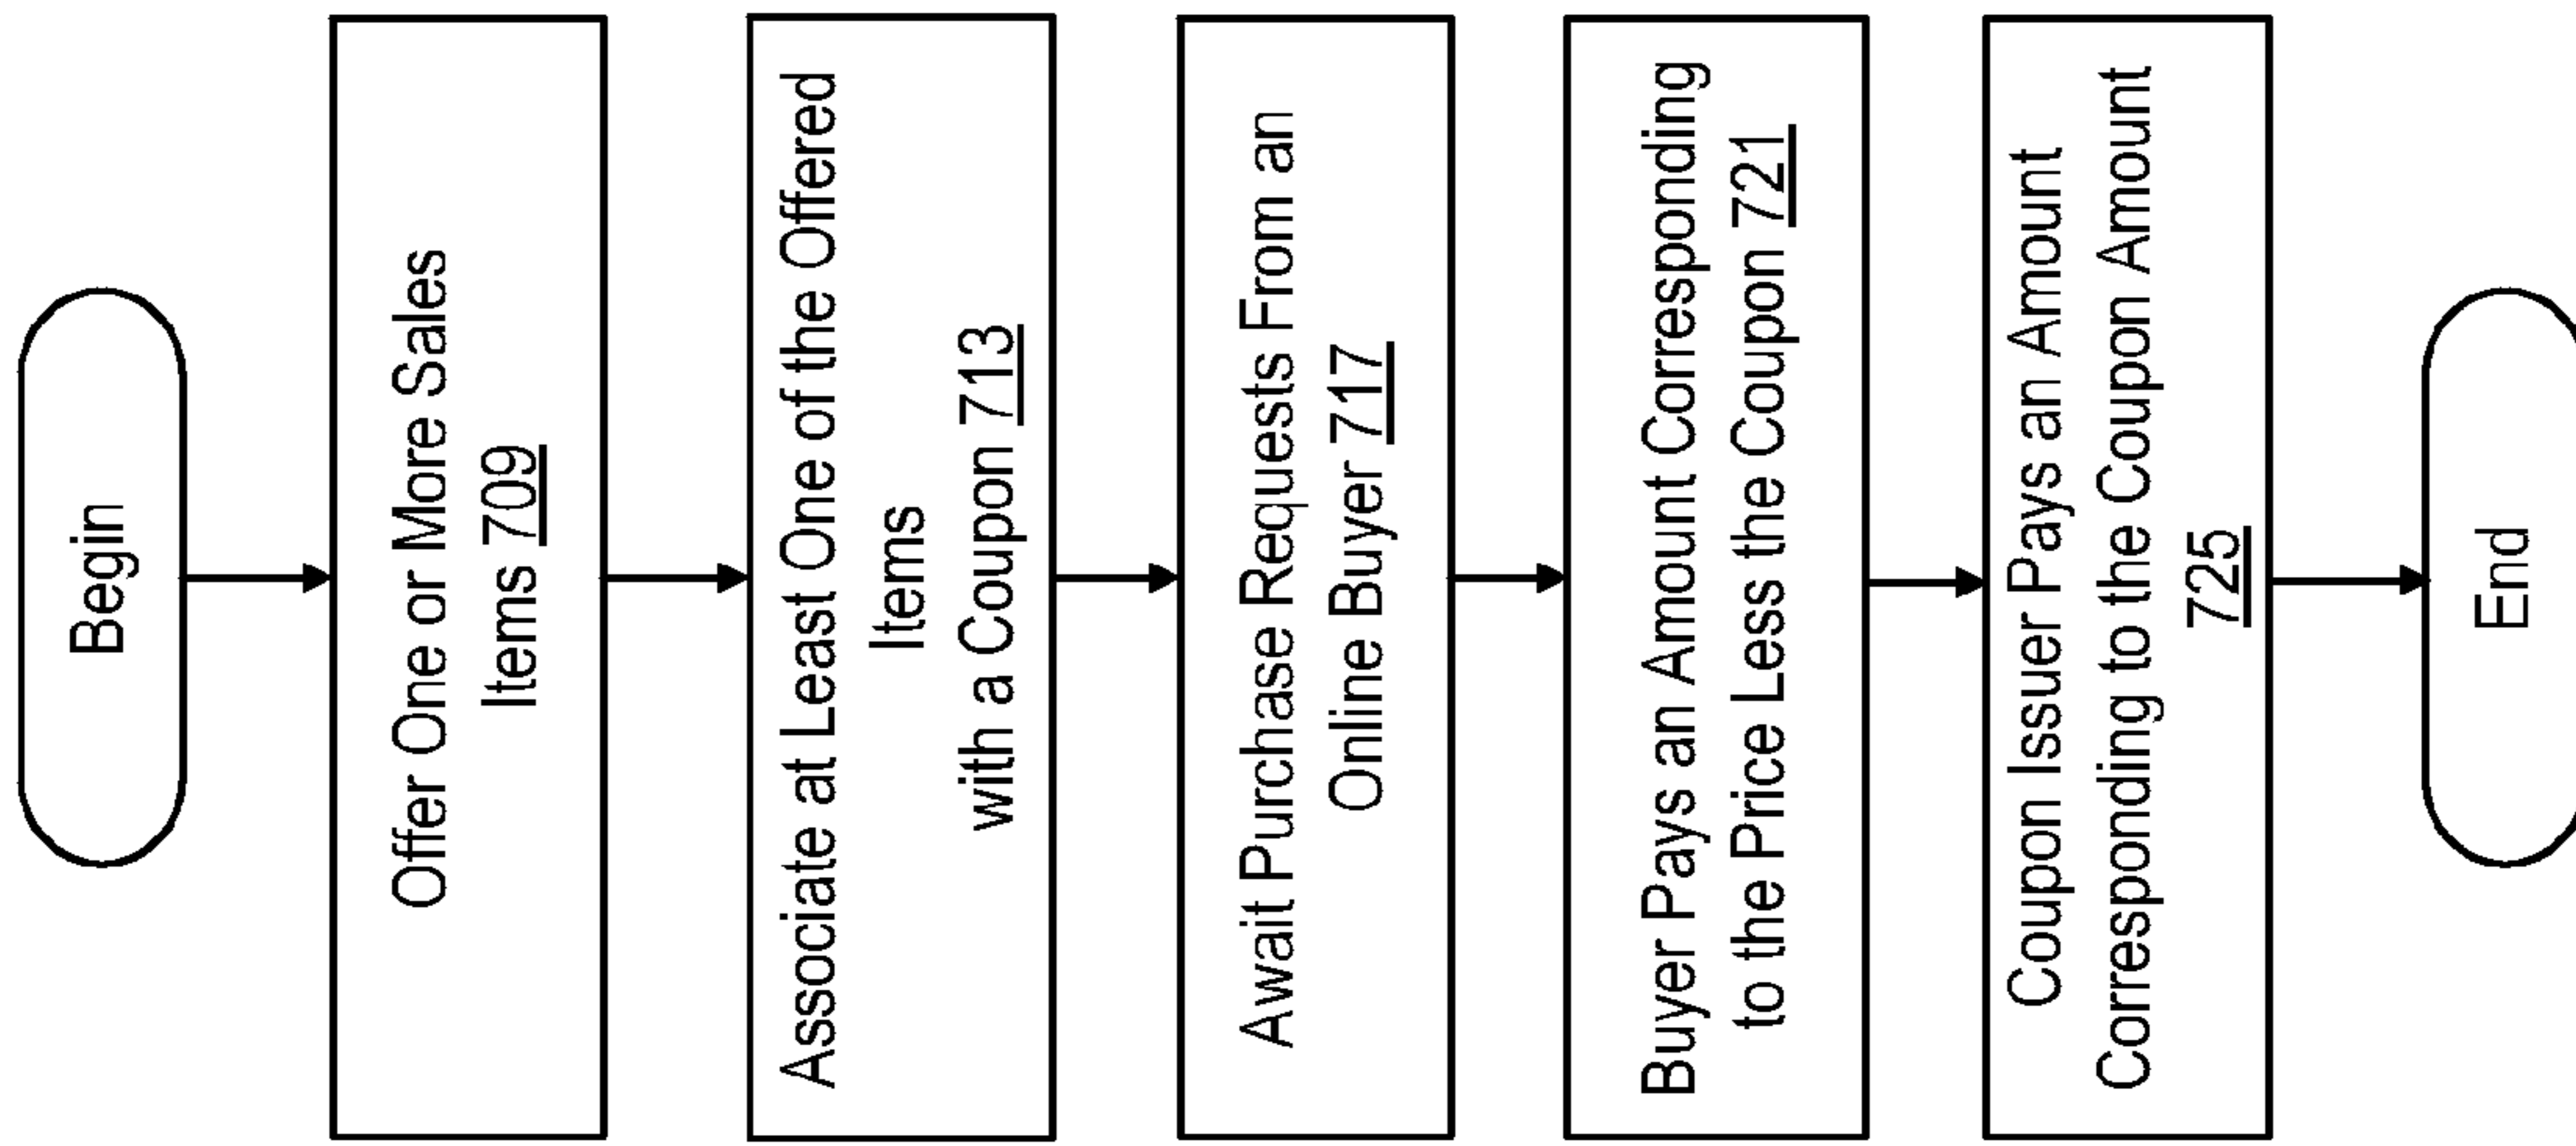 Begin
Offer One or More Sales
Items 709
Associate at Least One of the Offered
Items
with a Coupon 713
Await Purchase Requests From an
Online Buyer 717
Buyer Pays an Amount Corresponding
to the Price Less the Coupon 721
Coupon Issuer Pays an Amount
Corresponding to the Coupon Amount
725
End